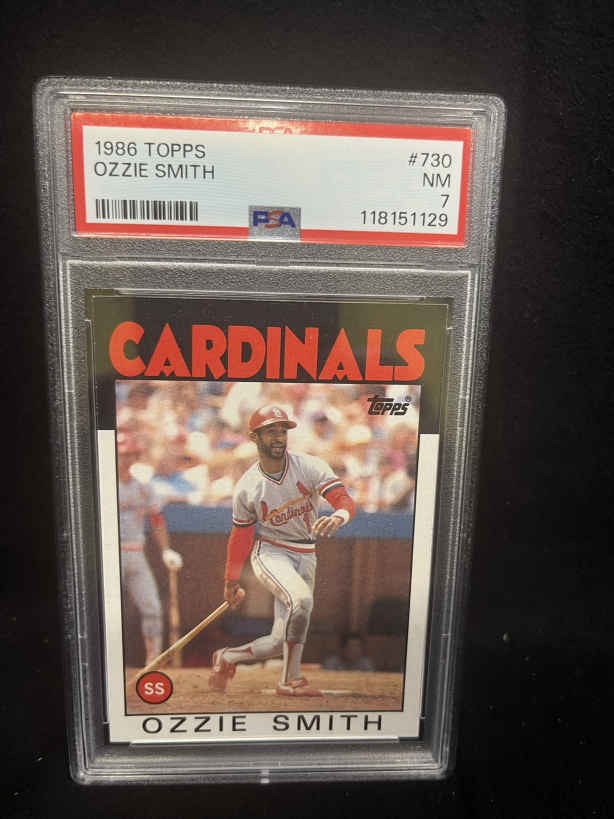 1986 TOPPS #730
OZZIE SMITH NM
7
PSA 118151129
CARDINALS
Topps®
Cardinals
SS
OZZIE SMITH